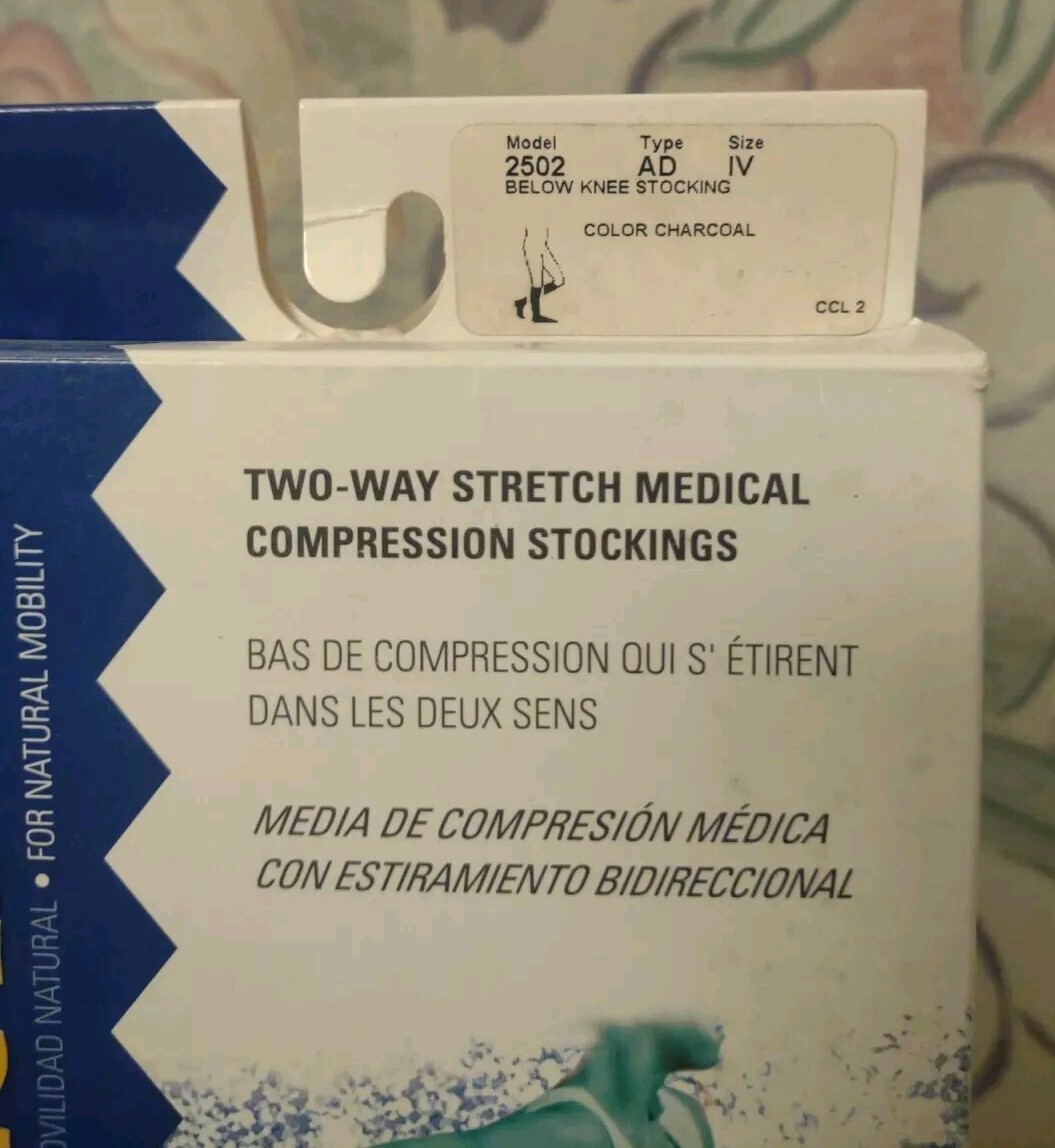 Model Type Size
2502 AD IV
BELOW KNEE STOCKING
COLOR CHARCOAL
CCL 2
TWO-WAY STRETCH MEDICAL
COMPRESSION STOCKINGS
BAS DE COMPRESSION QUI S' ÉTIRENT
DANS LES DEUX SENS
MEDIA DE COMPRESIÓN MÉDICA
CON ESTIRAMIENTO BIDIRECCIONAL
NATURAL • FOR NATURAL MOBILITY